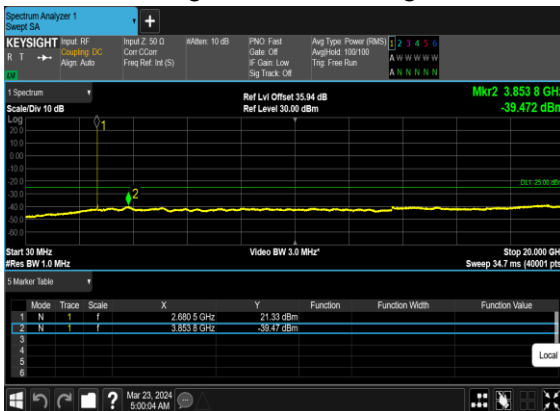 Spectrum Analyzer 1
Swept SA
+
KEYSIGHT Input: RF Input Z: 50 Ω #Atten: 10 dB PNO: Fast Avg Type: Power (RMS) 1 2 3 4 5 6
R T Coupling: DC Corr CCorr Gate: Off Avg|Hold: 100/100 A W W W W W
Align: Auto Freq Ref: Int (S) IF Gain: Low Trig: Free Run
LV Sig Track: Off A N N N N N
1 Spectrum Ref Lvl Offset 35.94 dB Mkr2 3.853 8 GHz
Scale/Div 10 dB Ref Level 30.00 dBm -39.472 dBm
Log
20.0
10.0
0.00
-10.0
-20.0
-30.0
-40.0
-50.0
-60.0
1
2
DL1 -25.00 dBm
Start 30 MHz Video BW 3.0 MHz* Stop 20.000 GH
#Res BW 1.0 MHz Sweep 34.7 ms (40001 pts
5 Marker Table
Mode Trace Scale X Y Function Function Width Function Value
1 N 1 f 2.680 5 GHz 21.33 dBm
2 N 1 f 3.853 8 GHz -39.47 dBm
3
4
5
6
Local
? Mar 23, 2024
5:00:04 AM